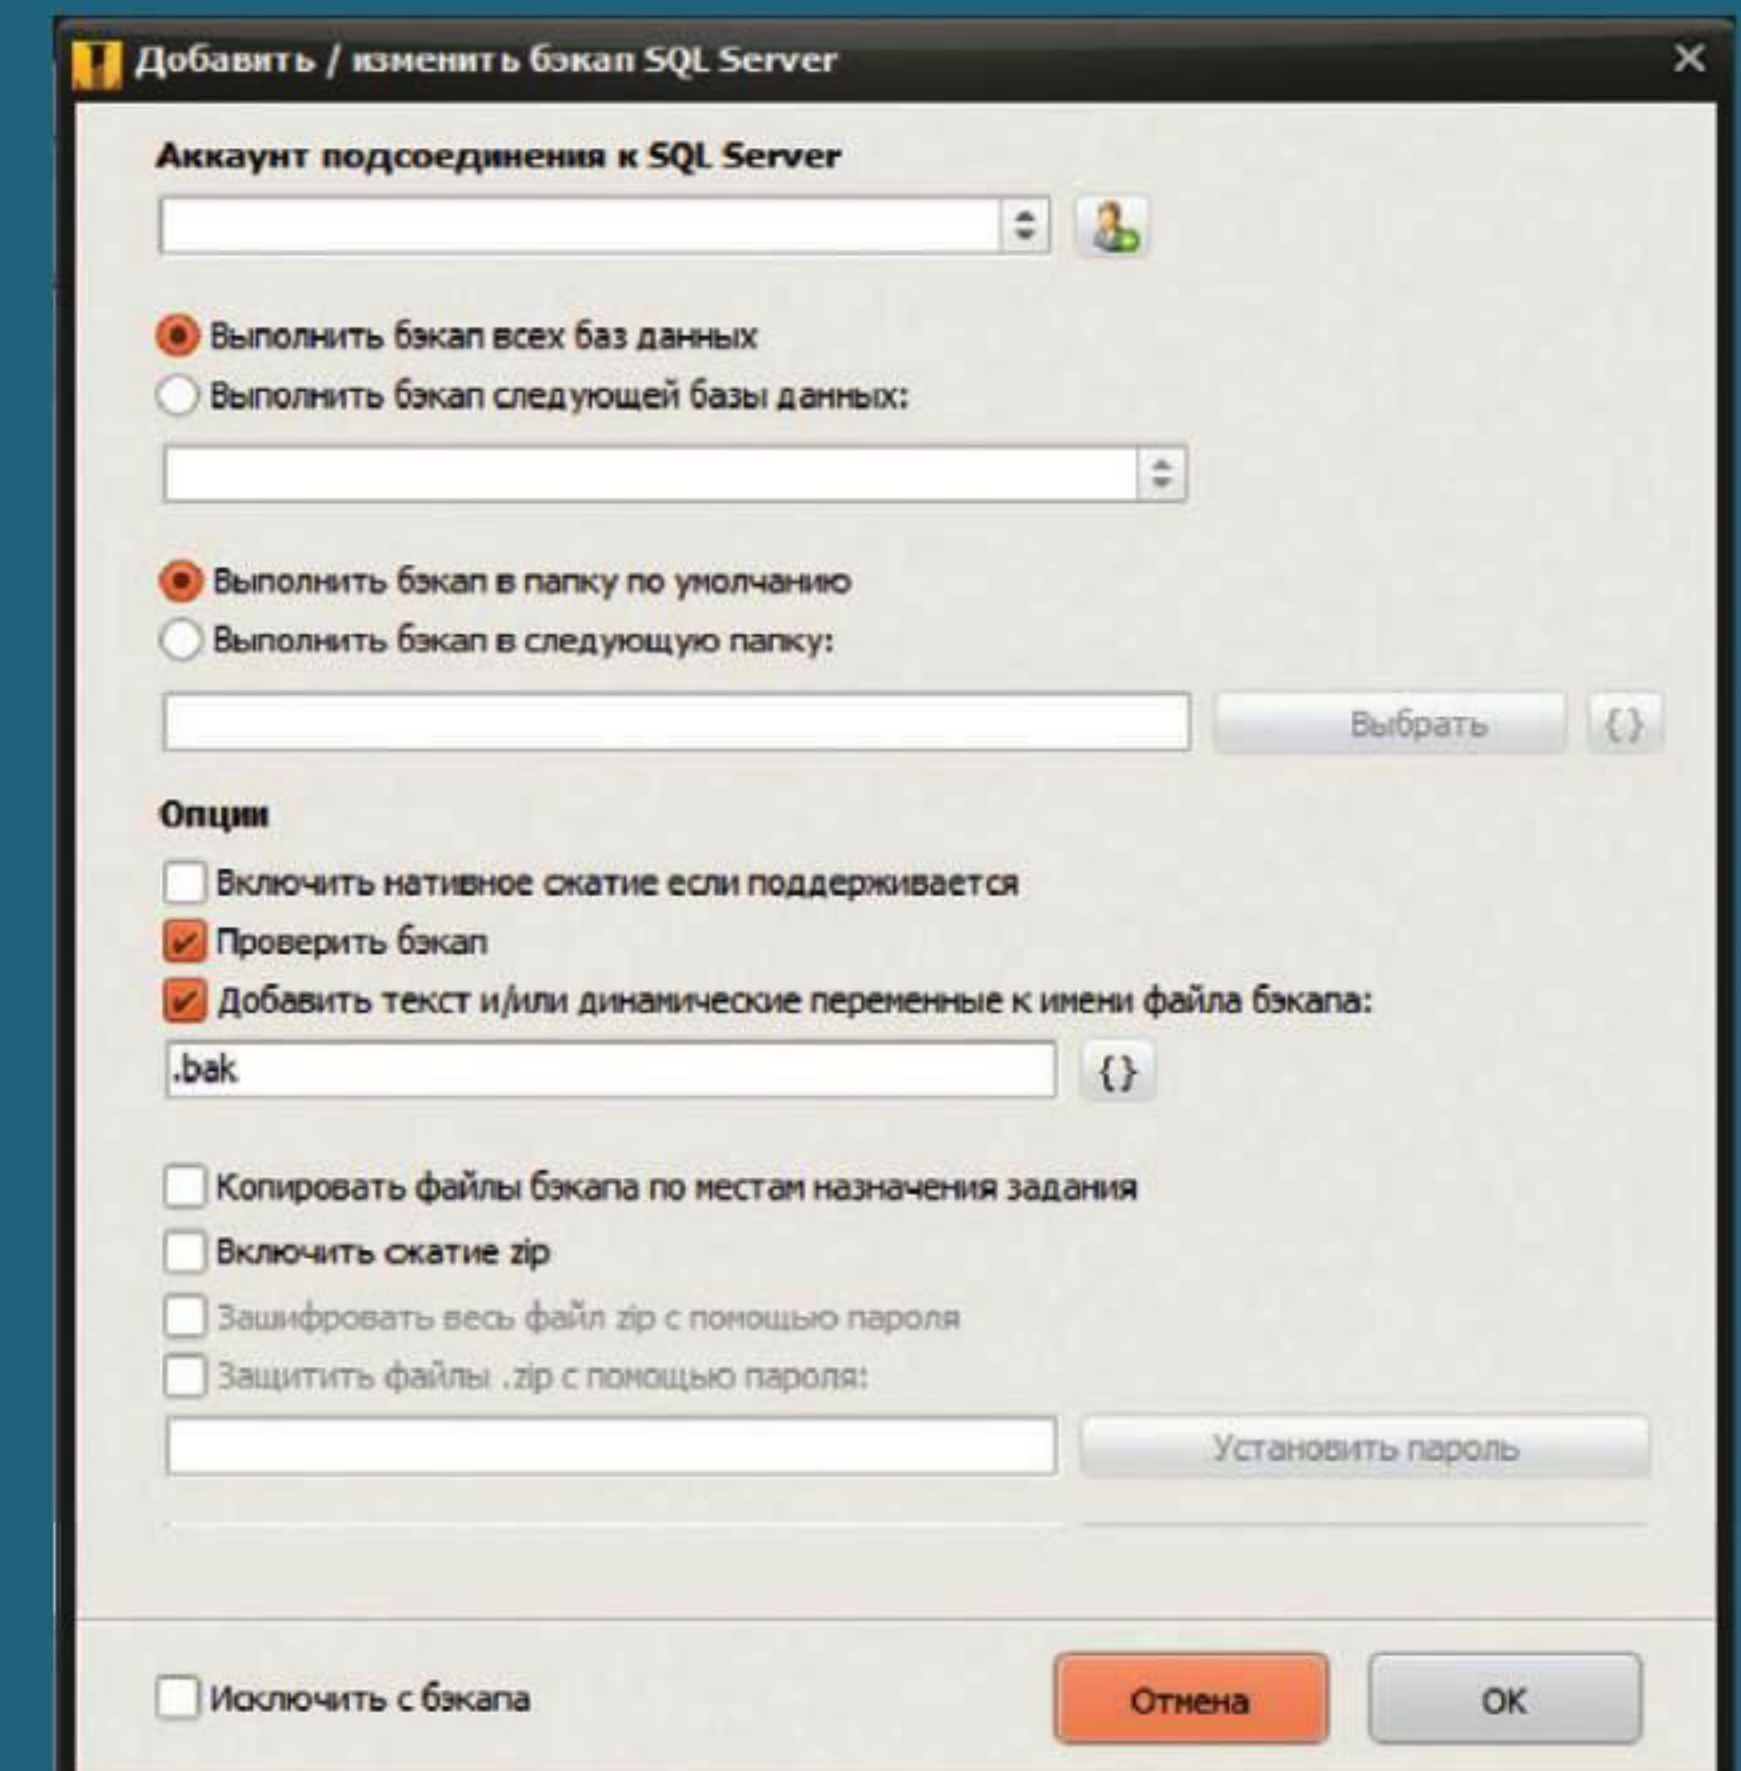 Добавить / изменить бэкап SQL Server
Аккаунт подсоединения к SQL Server
Выполнить бэкап всех баз данных
Выполнить бэкап следующей базы данных:
Выполнить бэкап в папку по умолчанию
Выполнить бэкап в следующую папку:
Выбрать {}
Опции
Включить нативное сжатие если поддерживается
Проверить бэкап
Добавить текст и/или динамические переменные к имени файла бэкапа:
.bak {}
Копировать файлы бэкапа по местам назначения задания
Включить сжатие zip
Зашифровать весь файл zip с помощью пароля
Защитить файлы .zip с помощью пароля:
Установить пароль
Исключить с бэкапа Отмена OK